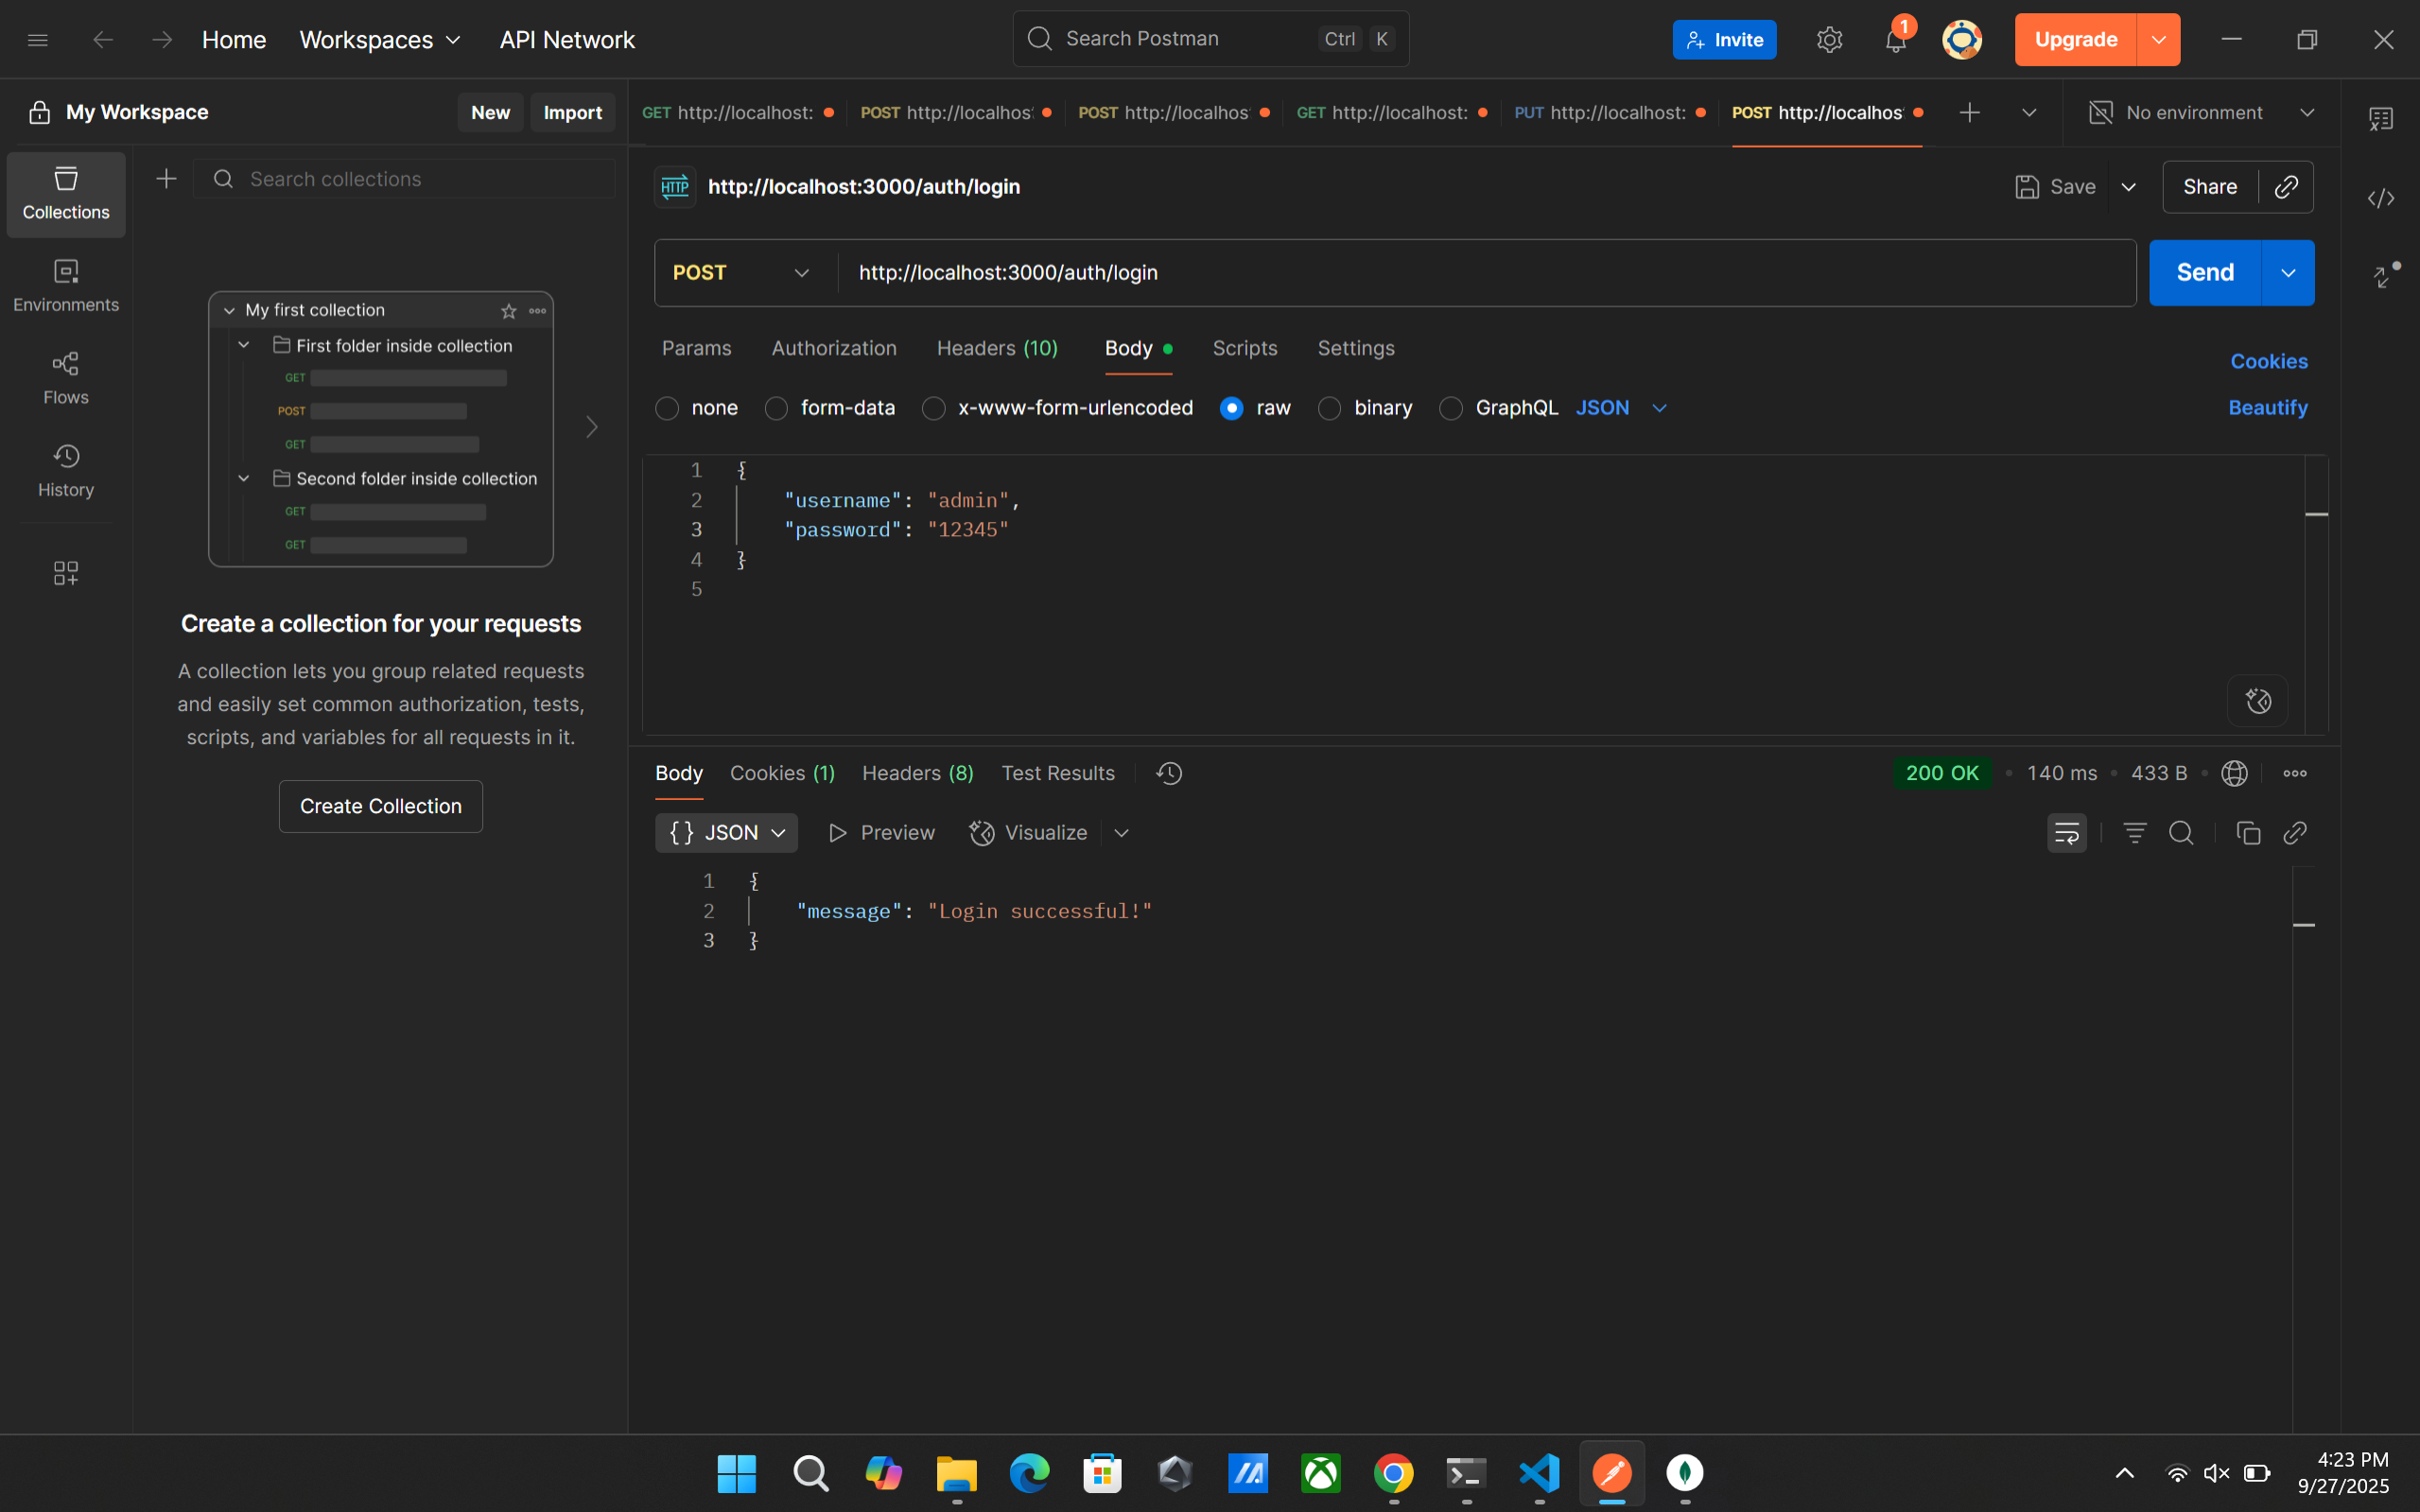 Home
Workspaces
API Network
Search Postman
Ctrl K
Invite
1
Upgrade
My Workspace
New
Import
GET http://localhost:
POST http://localhos
POST http://localhos
GET http://localhost:
PUT http://localhost:
POST http://localhos
No environment
Collections
Environments
Flows
History
Search collections
My first collection
First folder inside collection
GET
POST
GET
Second folder inside collection
GET
GET
Create a collection for your requests
A collection lets you group related requests
and easily set common authorization, tests,
scripts, and variables for all requests in it.
Create Collection
HTTP
http://localhost:3000/auth/login
Save
Share
POST
http://localhost:3000/auth/login
Send
Params
Authorization
Headers (10)
Body
Scripts
Settings
Cookies
none
form-data
x-www-form-urlencoded
raw
binary
GraphQL
JSON
Beautify
1 {
2 "username": "admin",
3 "password": "12345"
4 }
5
Body
Cookies (1)
Headers (8)
Test Results
200 OK
140 ms
433 B
{} JSON
Preview
Visualize
1 {
2 "message": "Login successful!"
3 }
4:23 PM
9/27/2025